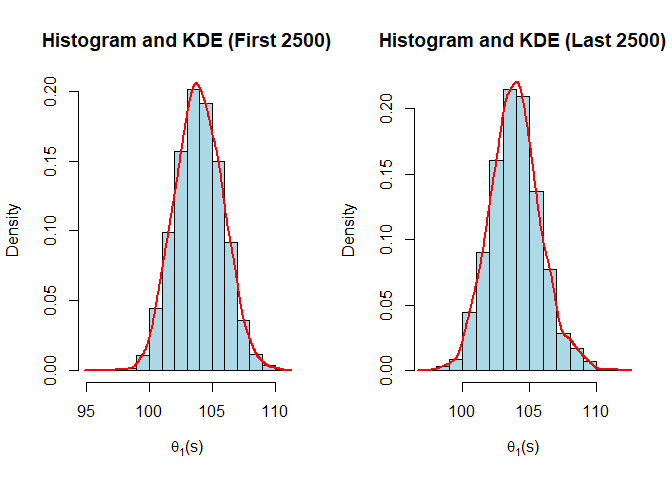 Histogram and KDE (First 2500)
Density
0.00 0.05 0.10 0.15 0.20
95 100 105 110
θ₁(s)
Histogram and KDE (Last 2500)
Density
0.00 0.05 0.10 0.15 0.20
100 105 110
θ₁(s)